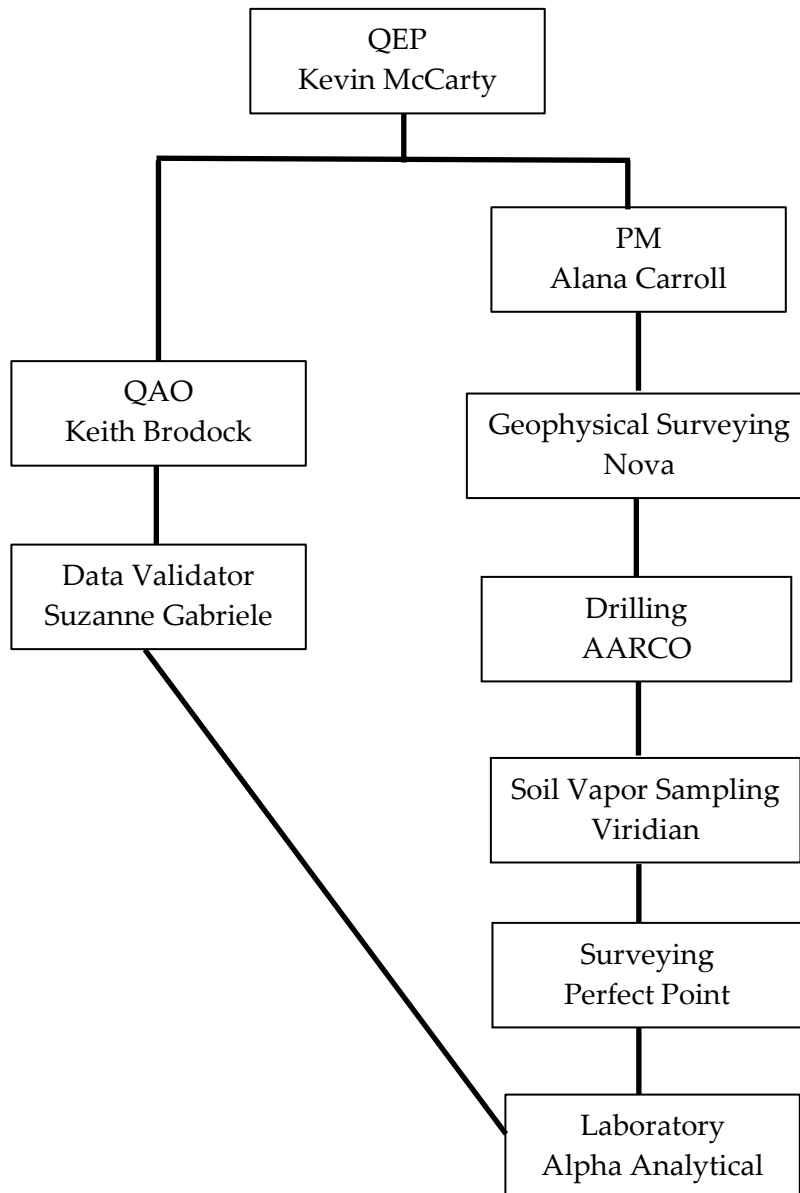 QEP
Kevin McCarty
PM
Alana Carroll
QAO
Keith Brodock
Geophysical Surveying
Nova
Data Validator
Suzanne Gabriele
Drilling
AARCO
Soil Vapor Sampling
Viridian
Surveying
Perfect Point
Laboratory
Alpha Analytical